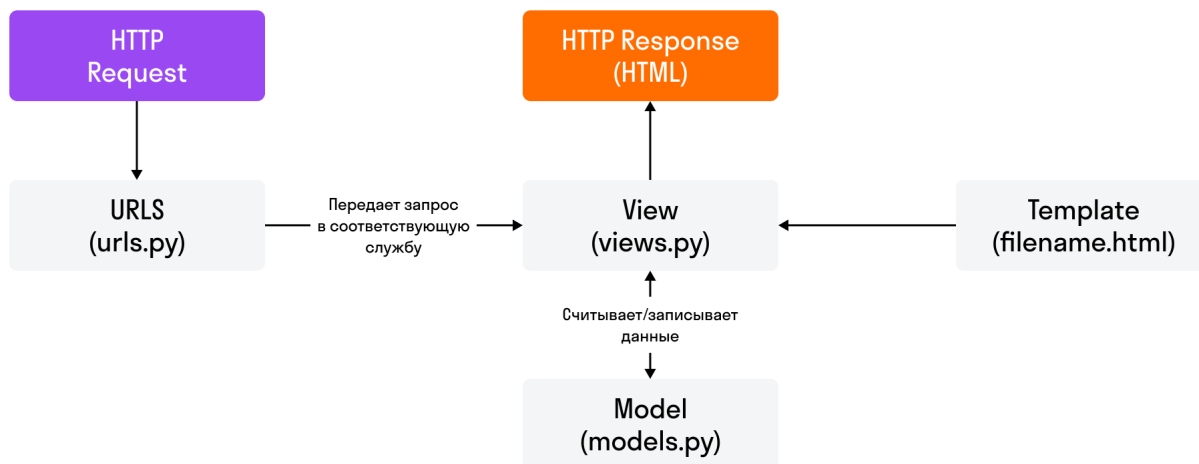 HTTP
Request
HTTP Response
(HTML)
URLS
(urls.py)
Передает запрос
в соответствующую
службу
View
(views.py)
Template
(filename.html)
Считывает/записывает
данные
Model
(models.py)